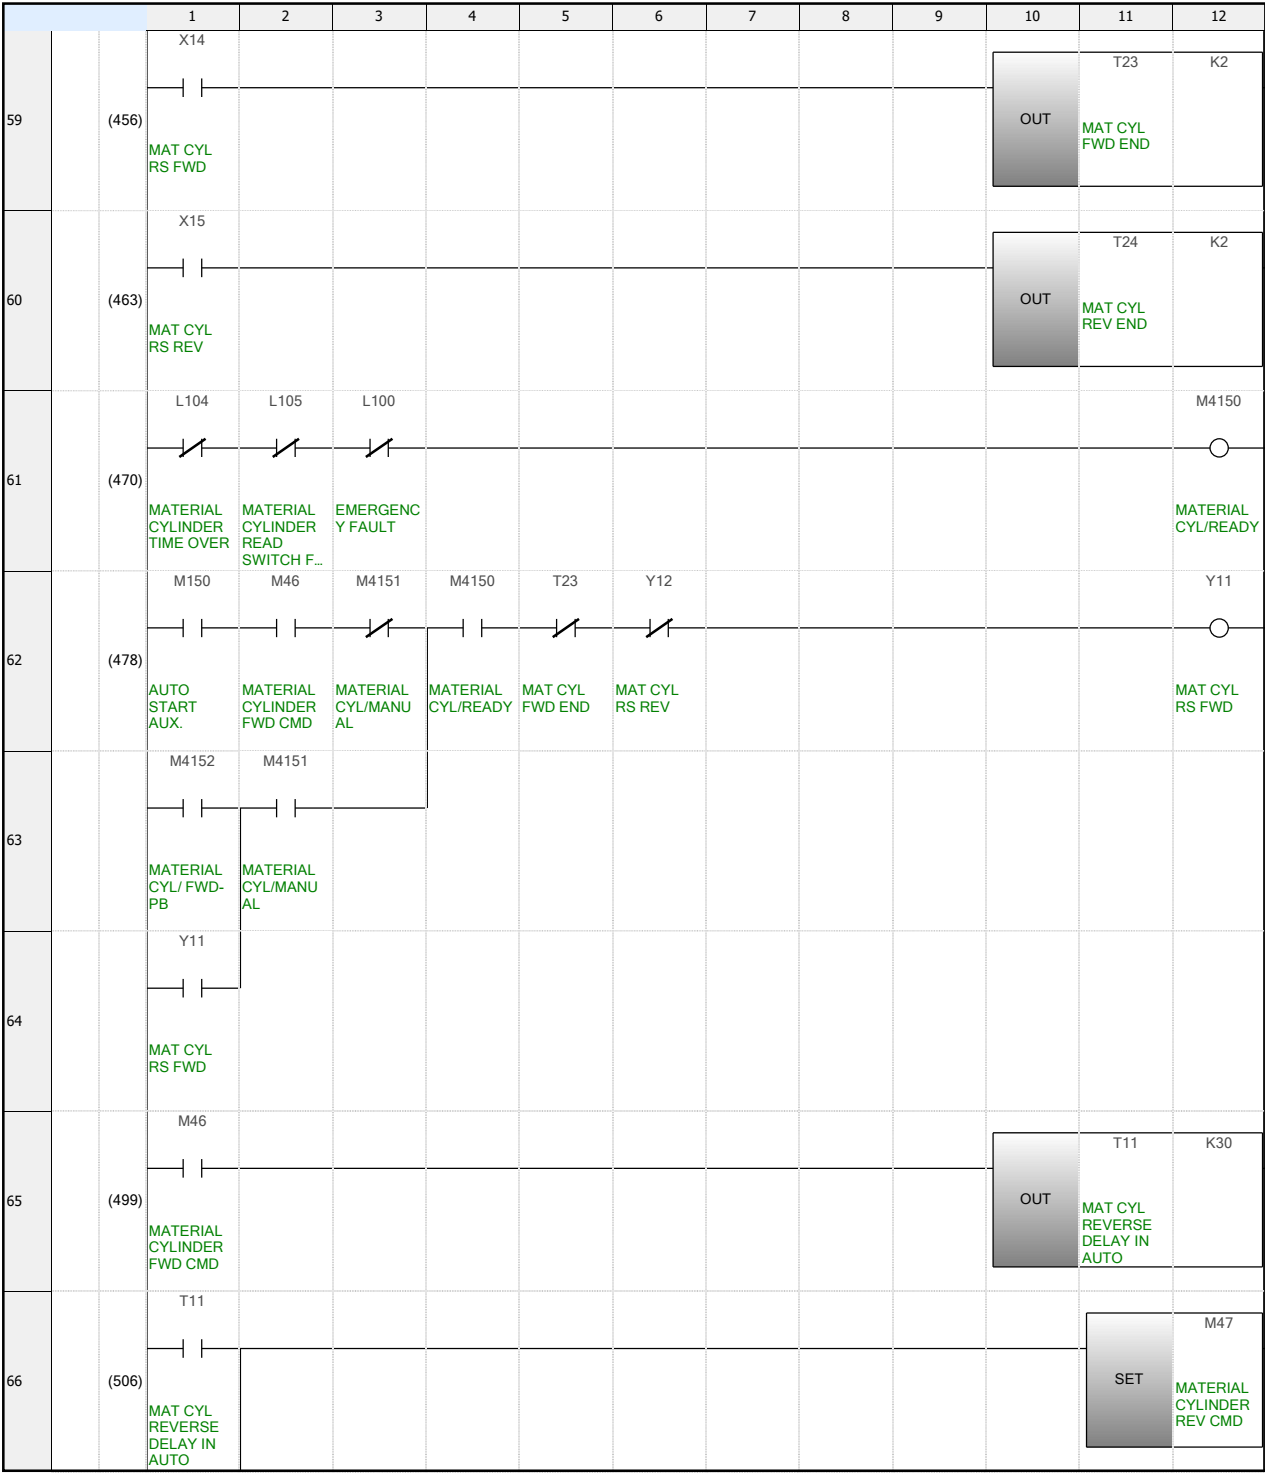 1 2 3 4 5 6 7 8 9 10 11 12
X14
T23 K2
59 (456)
OUT
MAT CYL
RS FWD
MAT CYL
FWD END
X15
T24 K2
60 (463)
OUT
MAT CYL
RS REV
MAT CYL
REV END
L104 L105 L100 M4150
61 (470)
MATERIAL
CYLINDER
TIME OVER
MATERIAL
CYLINDER
READ
SWITCH F...
EMERGENC
Y FAULT
MATERIAL
CYL/READY
M150 M46 M4151 M4150 T23 Y12 Y11
62 (478)
AUTO
START
AUX.
MATERIAL
CYLINDER
FWD CMD
MATERIAL
CYL/MANU
AL
MATERIAL
CYL/READY
MAT CYL
FWD END
MAT CYL
RS REV
MAT CYL
RS FWD
M4152 M4151
63
MATERIAL
CYL/ FWD-
PB
MATERIAL
CYL/MANU
AL
Y11
64
MAT CYL
RS FWD
M46
T11 K30
65 (499)
OUT
MATERIAL
CYLINDER
FWD CMD
MAT CYL
REVERSE
DELAY IN
AUTO
T11
M47
66 (506)
SET
MAT CYL
REVERSE
DELAY IN
AUTO
MATERIAL
CYLINDER
REV CMD